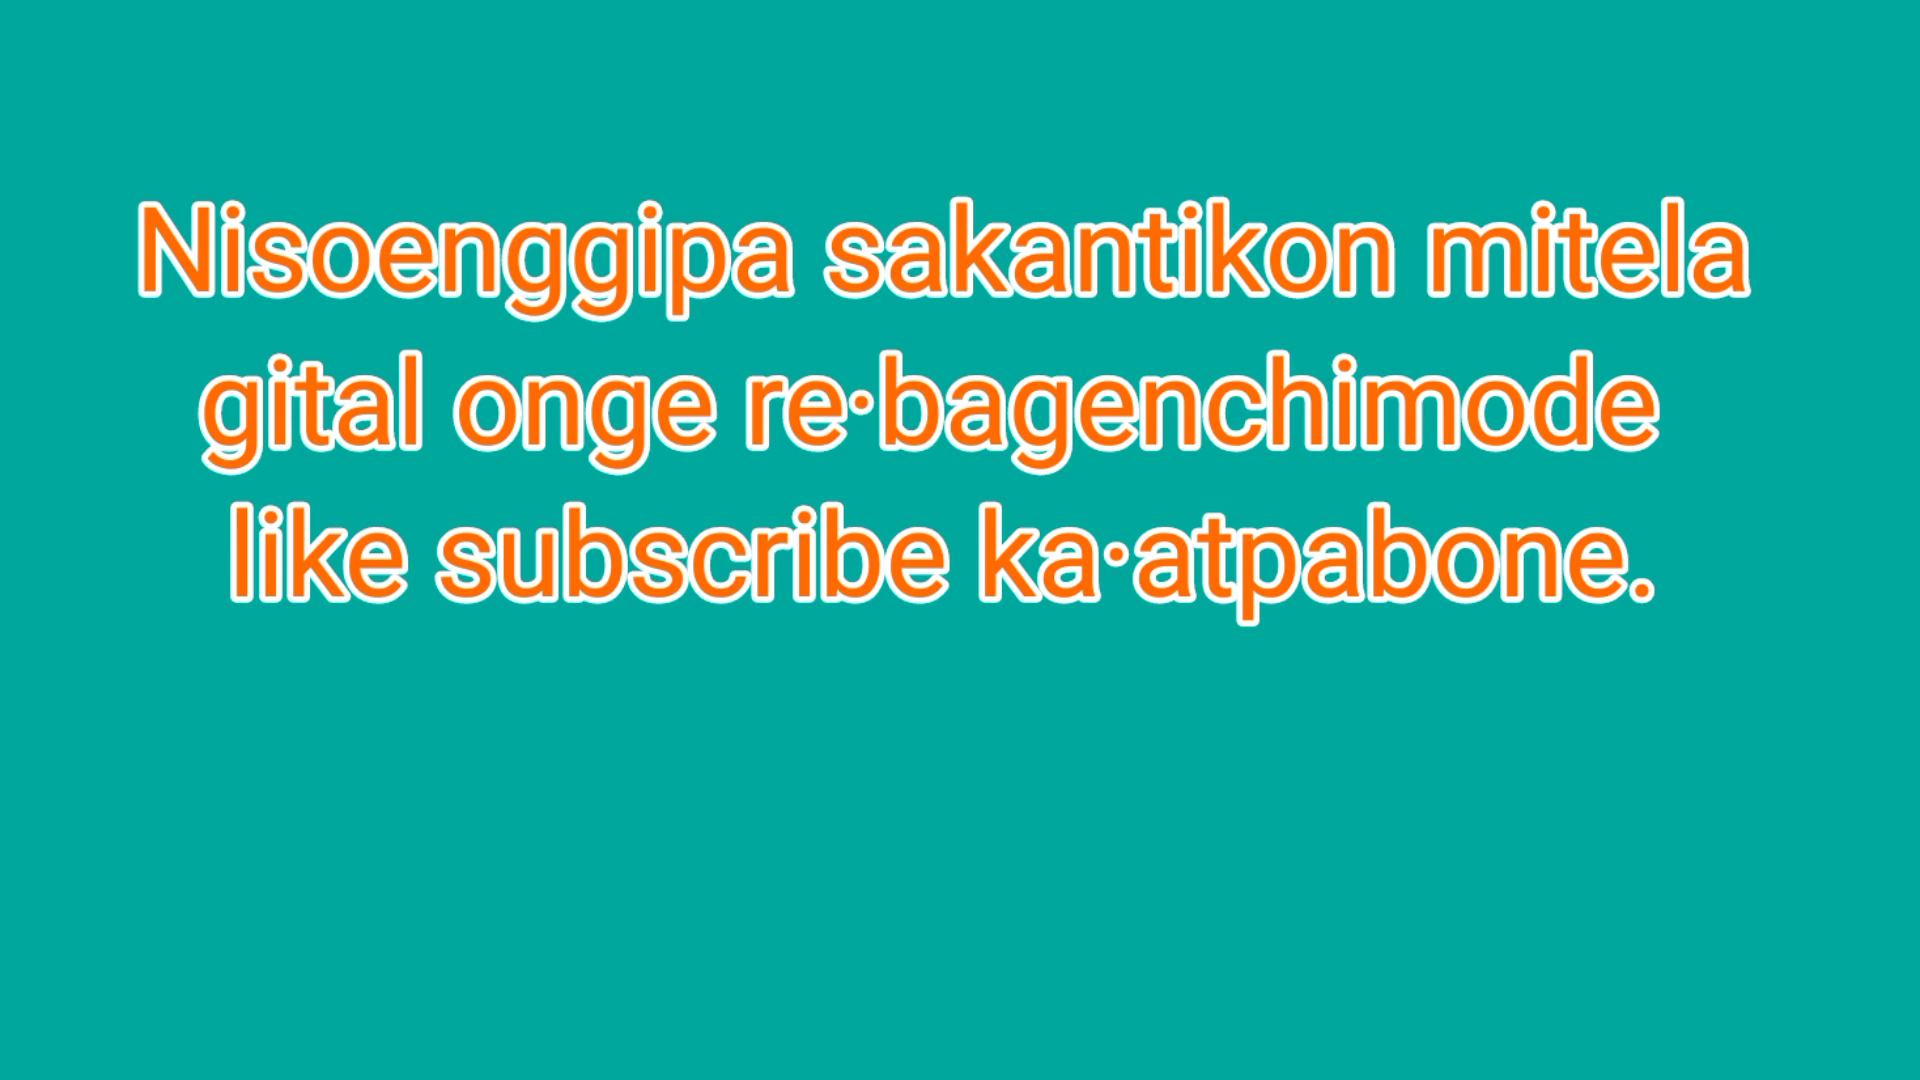 Nisoenggipa sakantikon mitela
gital onge re·bagenchimode
like subscribe ka·atpabone.